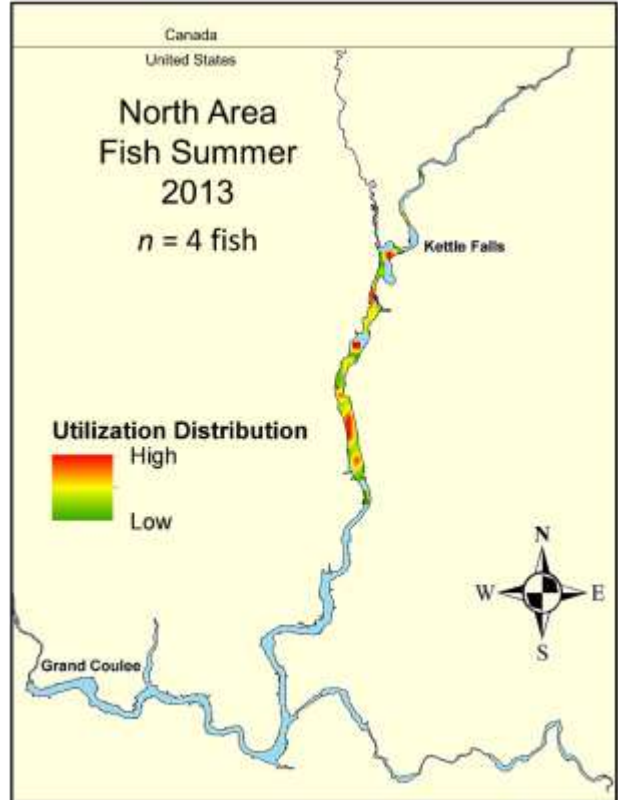 Canada
United States
North Area
Fish Summer
2013
n = 4 fish
Kettle Falls
Utilization Distribution
High
Low
N
W E
S
Grand Coulee